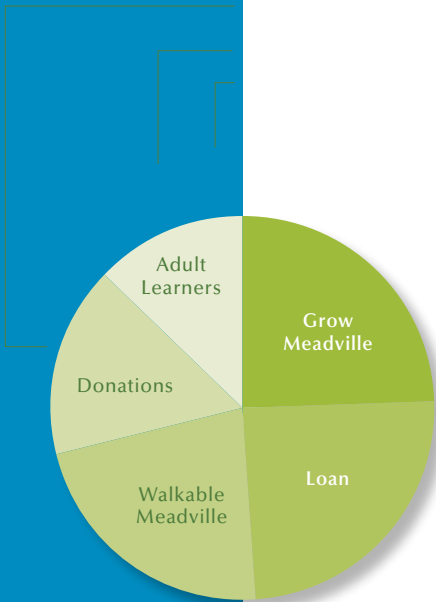 Adult
Learners
Grow
Meadville
Donations
Loan
Walkable
Meadville